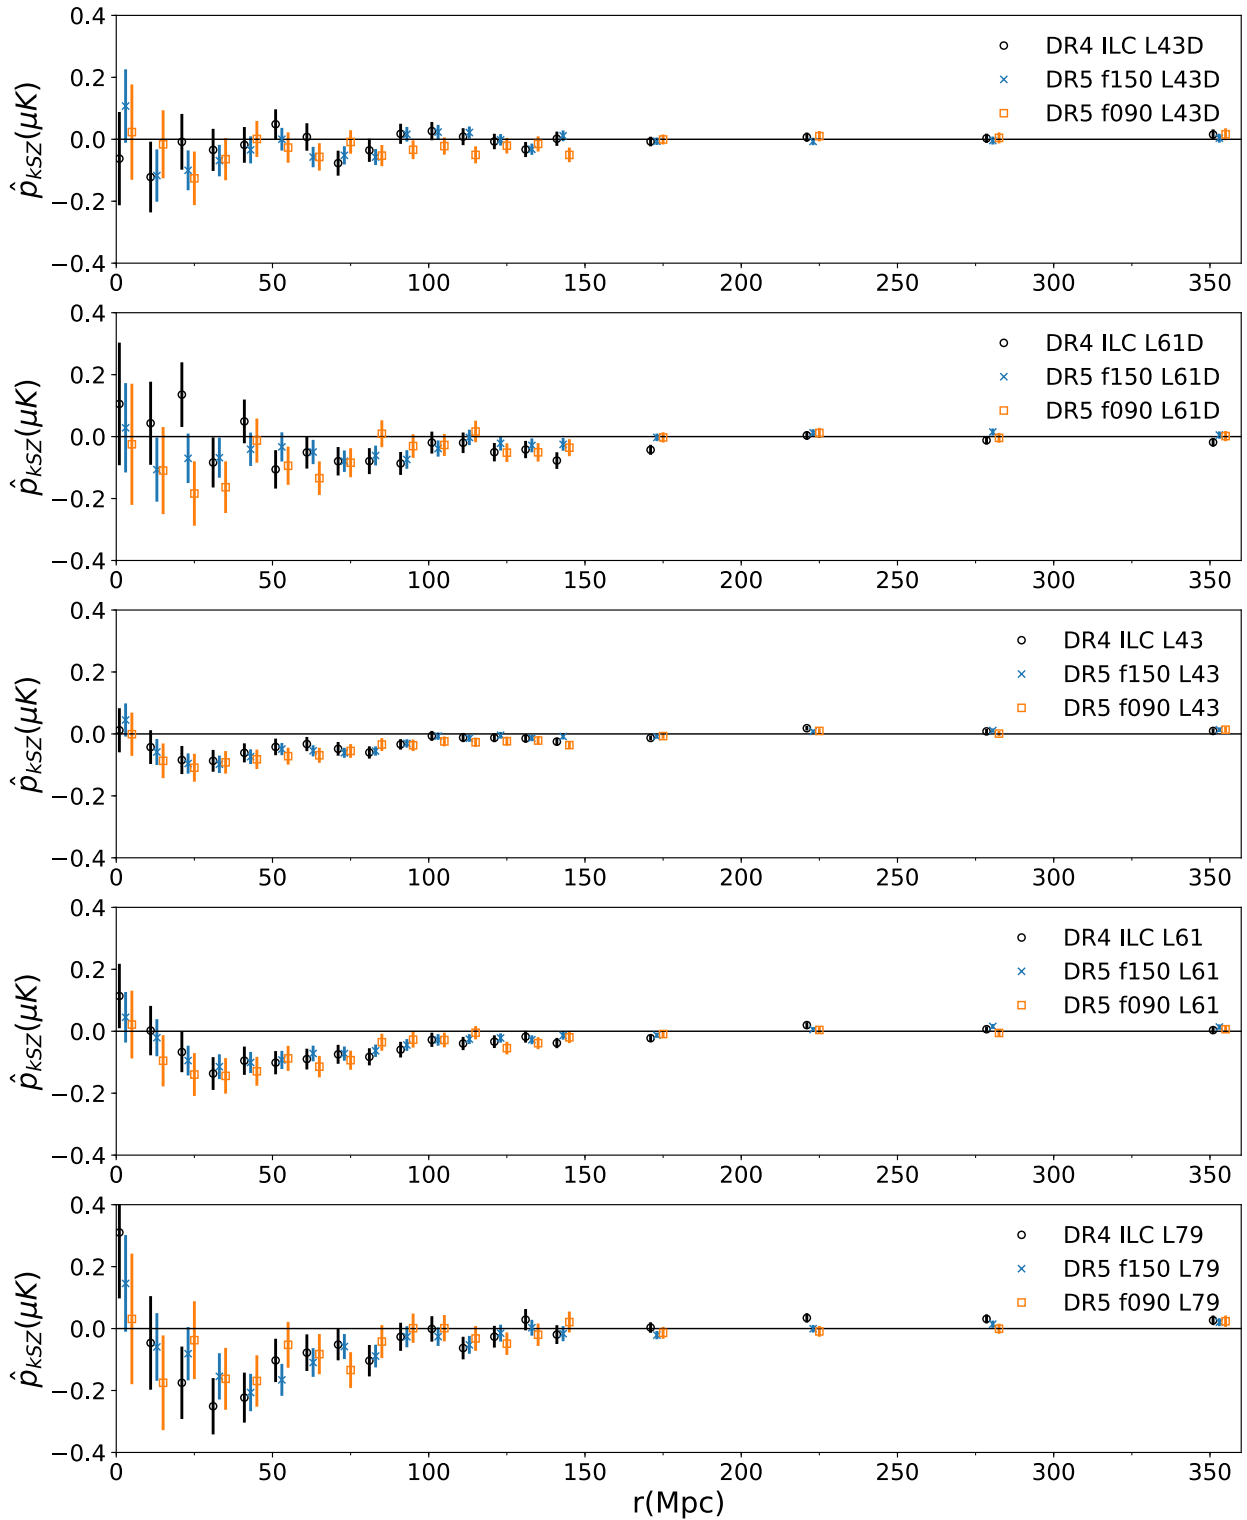 0.4
DR4 ILC L43D
0.2
DR5 f150 L43D
DR5 f090 L43D
0.0
−0.2
−0.4
p̂kSZ(μK)
0 50 100 150 200 250 300 350
0.4
DR4 ILC L61D
0.2
DR5 f150 L61D
DR5 f090 L61D
0.0
−0.2
−0.4
p̂kSZ(μK)
0 50 100 150 200 250 300 350
0.4
DR4 ILC L43
0.2
DR5 f150 L43
DR5 f090 L43
0.0
−0.2
−0.4
p̂kSZ(μK)
0 50 100 150 200 250 300 350
0.4
DR4 ILC L61
0.2
DR5 f150 L61
DR5 f090 L61
0.0
−0.2
−0.4
p̂kSZ(μK)
0 50 100 150 200 250 300 350
0.4
DR4 ILC L79
0.2
DR5 f150 L79
DR5 f090 L79
0.0
−0.2
−0.4
p̂kSZ(μK)
0 50 100 150 200 250 300 350
r(Mpc)